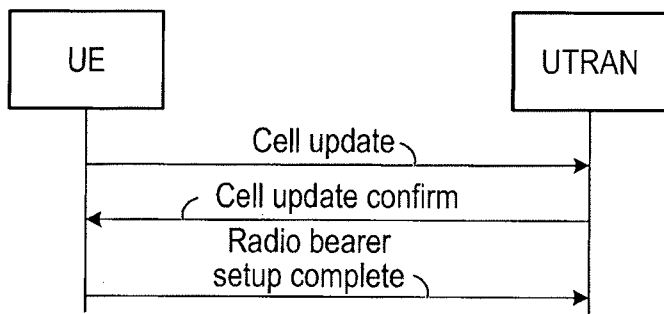 UE
UTRAN
Cell update
Cell update confirm
Radio bearer
setup complete